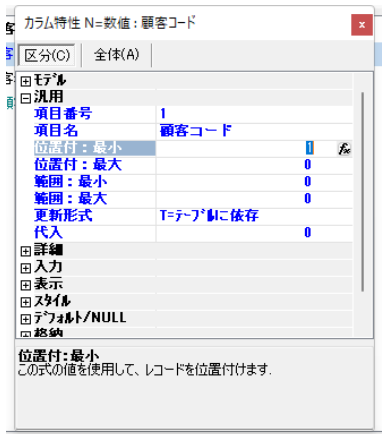 カラム特性 N=数値 : 顧客コード
x
区分(C) 全体(A)
モデル
汎用
項目番号 1
項目名 顧客コード
位置付:最小 1 fx
位置付:最大 0
範囲:最小 0
範囲:最大 0
更新形式 T=テーブルに依存
代入 0
詳細
入力
表示
スタイル
デフォルト/NULL
格納
位置付:最小
この式の値を使用して、レコードを位置付けます.